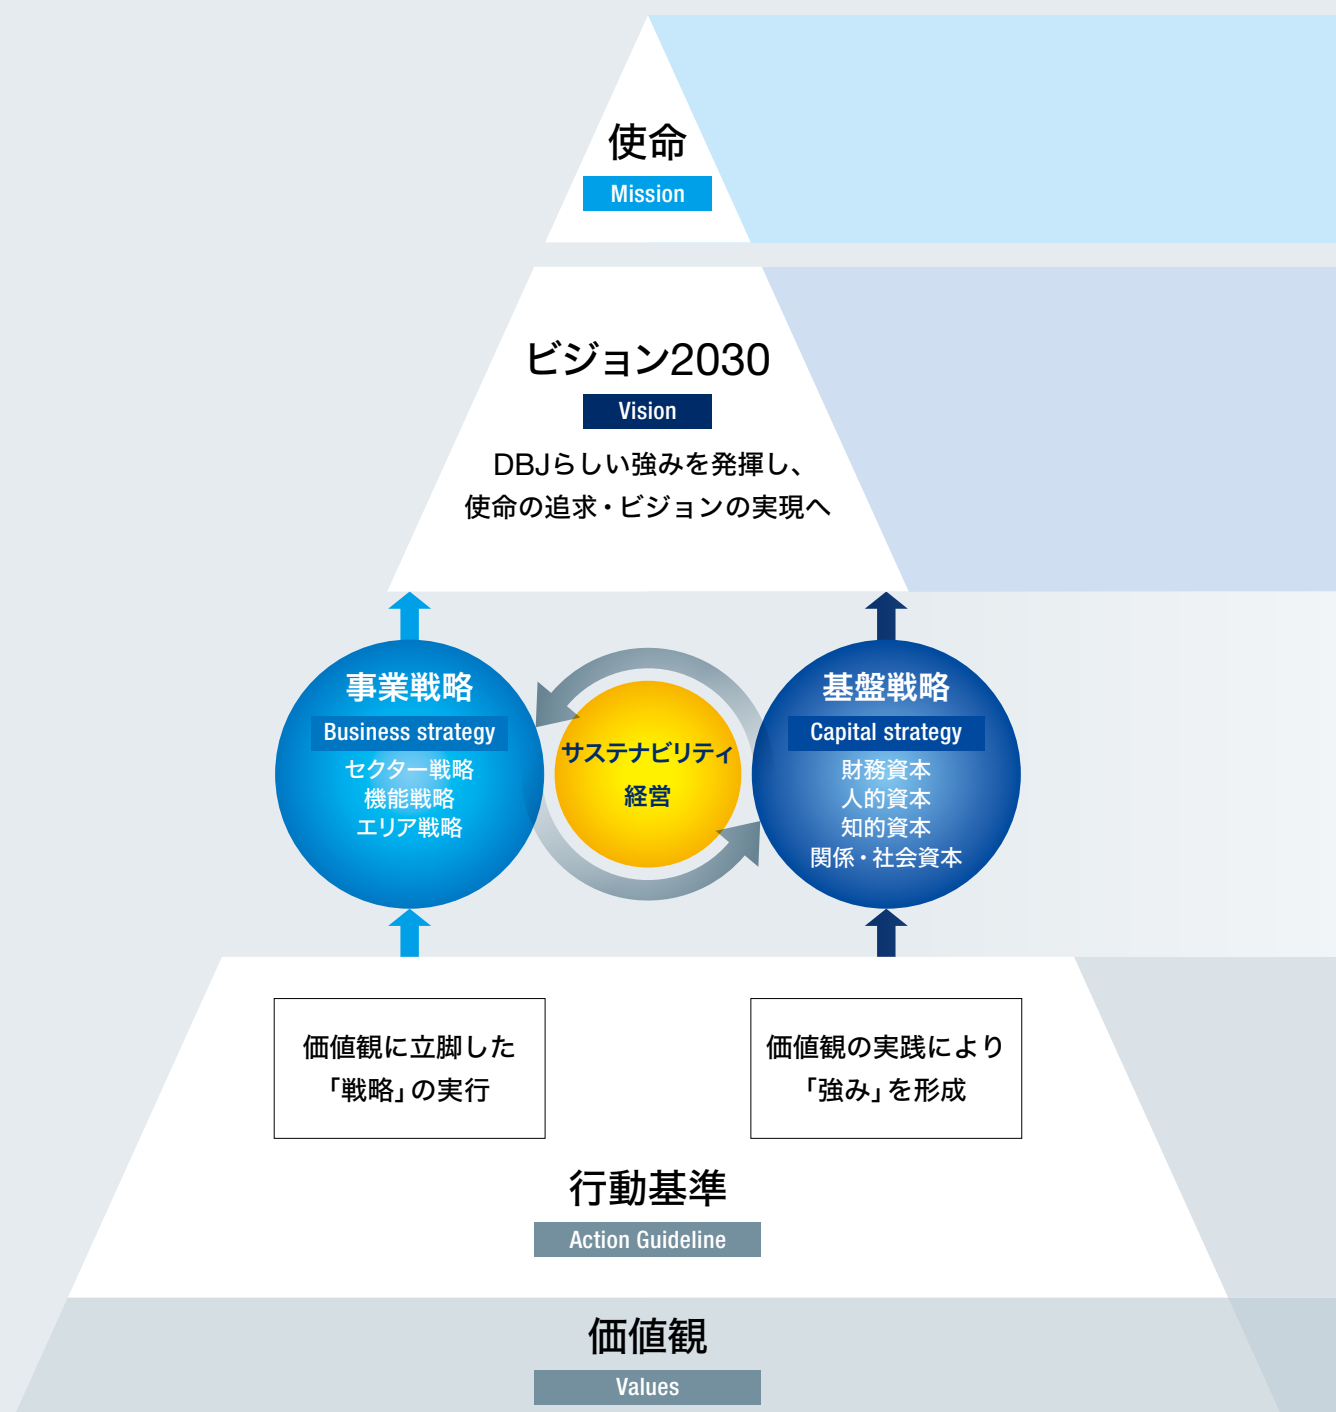 使命
Mission
ビジョン2030
Vision
DBJらしい強みを発揮し、
使命の追求・ビジョンの実現へ
事業戦略
Business strategy
セクター戦略
機能戦略
エリア戦略
サステナビリティ
経営
基盤戦略
Capital strategy
財務資本
人的資本
知的資本
関係・社会資本
価値観に立脚した
「戦略」の実行
価値観の実践により
「強み」を形成
行動基準
Action Guideline
価値観
Values